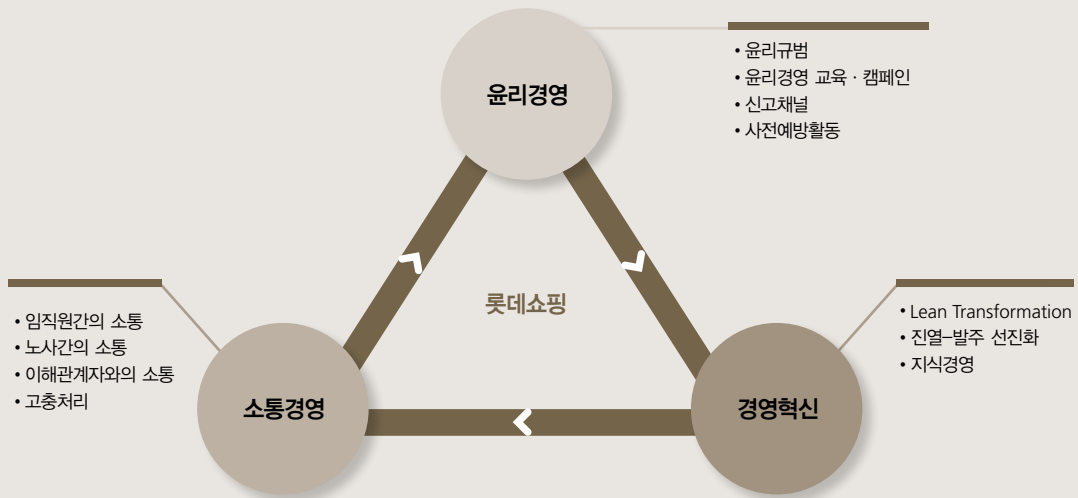 윤리경영
• 윤리규범
• 윤리경영 교육 · 캠페인
• 신고채널
• 사전예방활동
롯데쇼핑
• 임직원간의 소통
• 노사간의 소통
• 이해관계자와의 소통
• 고충처리
소통경영
• Lean Transformation
• 진열-발주 선진화
• 지식경영
경영혁신